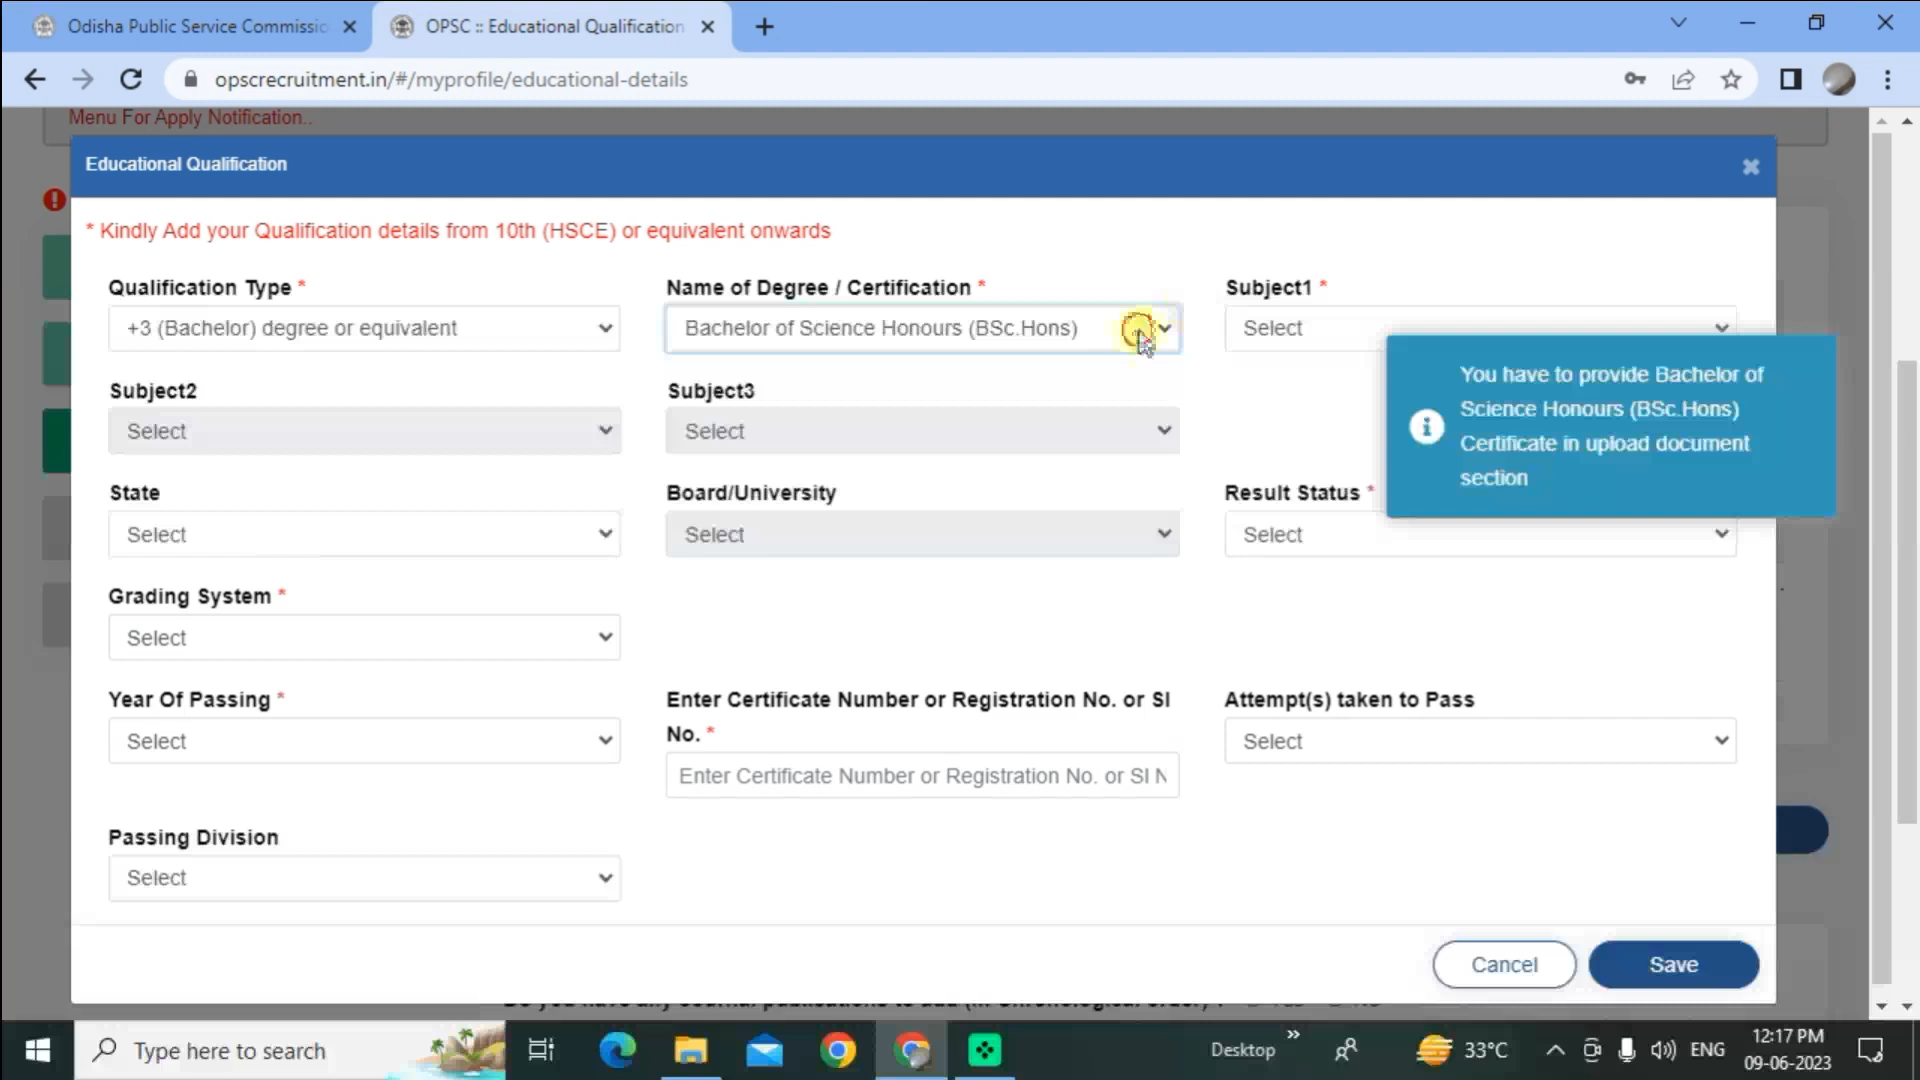 Odisha Public Service Commissio
OPSC :: Educational Qualification
opscrecruitment.in/#/myprofile/educational-details
Menu For Apply Notification..
Educational Qualification
* Kindly Add your Qualification details from 10th (HSCE) or equivalent onwards
Qualification Type *
Name of Degree / Certification *
Subject1 *
+3 (Bachelor) degree or equivalent
Bachelor of Science Honours (BSc.Hons)
Select
You have to provide Bachelor of
Science Honours (BSc.Hons)
Certificate in upload document
section
Subject2
Subject3
Select
Select
State
Board/University
Result Status *
Select
Select
Select
Grading System *
Select
Year Of Passing *
Enter Certificate Number or Registration No. or Sl
No. *
Attempt(s) taken to Pass
Select
Enter Certificate Number or Registration No. or Sl N
Select
Passing Division
Select
Cancel
Save
Type here to search
Desktop
33°C
ENG
12:17 PM
09-06-2023